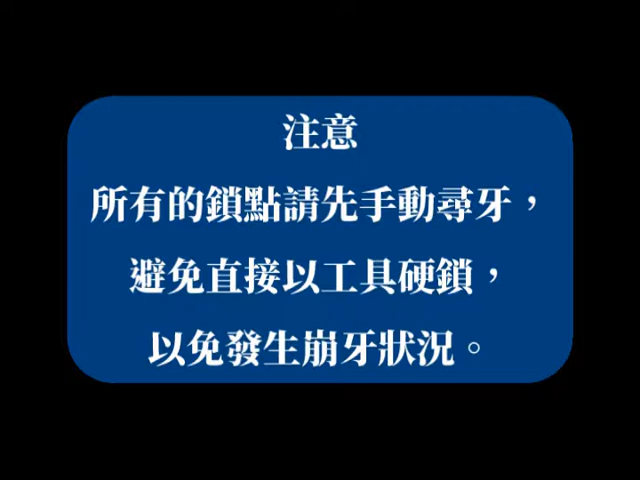 注意
所有的鎖點請先手動尋牙，
避免直接以工具硬鎖，
以免發生崩牙狀況。